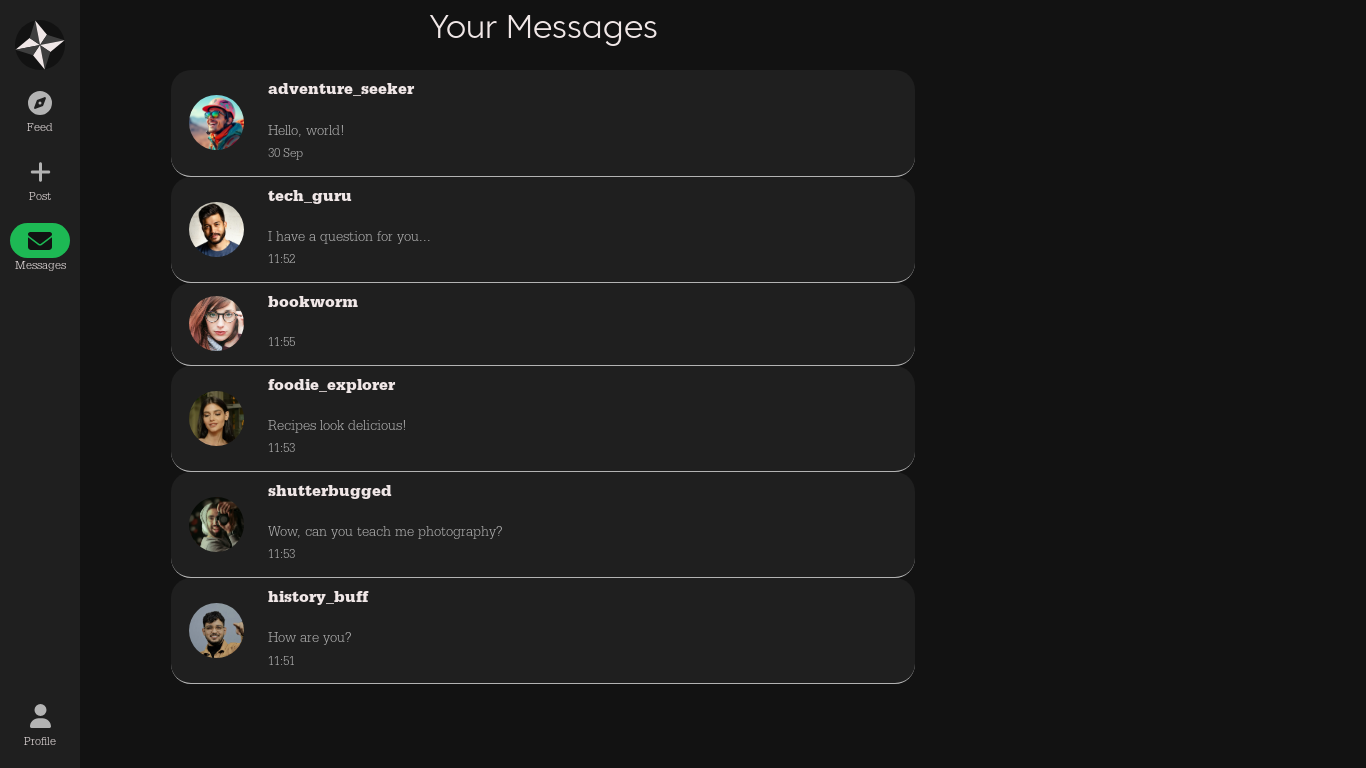 Your Messages
Feed
Post
Messages
Profile
adventure_seeker
Hello, world!
30 Sep
tech_guru
I have a question for you...
11:52
bookworm
11:55
foodie_explorer
Recipes look delicious!
11:53
shutterbugged
Wow, can you teach me photography?
11:53
history_buff
How are you?
11:51